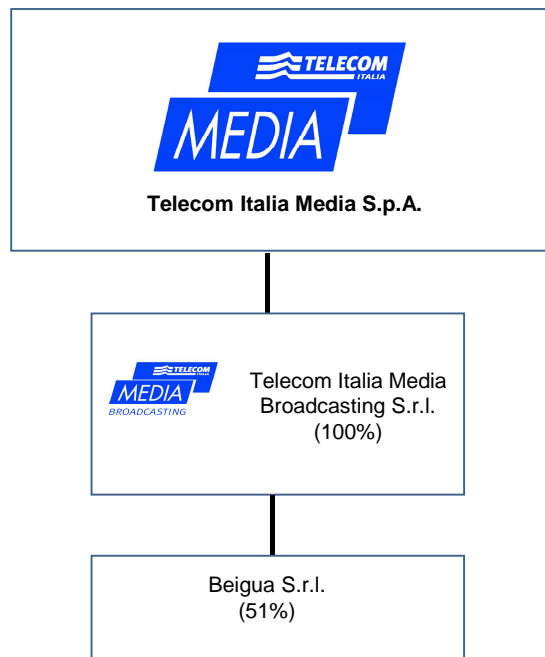 TELECOM
ITALIA
MEDIA
Telecom Italia Media S.p.A.
TELECOM
ITALIA
MEDIA
BROADCASTING
Telecom Italia Media
Broadcasting S.r.l.
(100%)
Beigua S.r.l.
(51%)